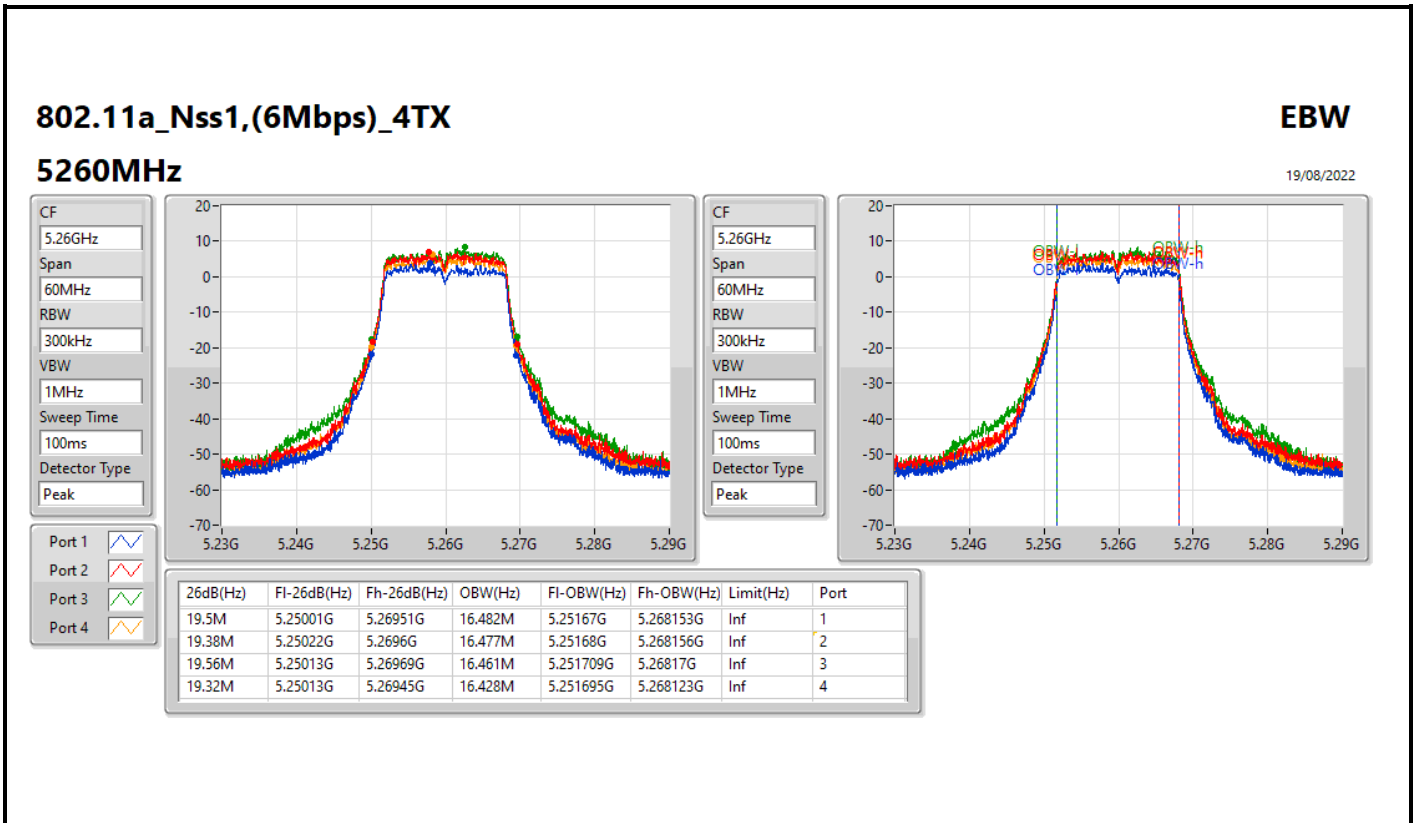 802.11a_Nss1,(6Mbps)_4TX EBW
5260MHz 19/08/2022
CF
5.26GHz
Span
60MHz
RBW
300kHz
VBW
1MHz
Sweep Time
100ms
Detector Type
Peak
20
10
0
-10
-20
-30
-40
-50
-60
-70
5.23G 5.24G 5.25G 5.26G 5.27G 5.28G 5.29G
CF
5.26GHz
Span
60MHz
RBW
300kHz
VBW
1MHz
Sweep Time
100ms
Detector Type
Peak
20
10
0
-10
-20
-30
-40
-50
-60
-70
5.23G 5.24G 5.25G 5.26G 5.27G 5.28G 5.29G
Port 1
Port 2
Port 3
Port 4
26dB(Hz) Fl-26dB(Hz) Fh-26dB(Hz) OBW(Hz) Fl-OBW(Hz) Fh-OBW(Hz) Limit(Hz) Port
19.5M 5.25001G 5.26951G 16.482M 5.25167G 5.268153G Inf 1
19.38M 5.25022G 5.2696G 16.477M 5.25168G 5.268156G Inf 2
19.56M 5.25013G 5.26969G 16.461M 5.251709G 5.26817G Inf 3
19.32M 5.25013G 5.26945G 16.428M 5.251695G 5.268123G Inf 4